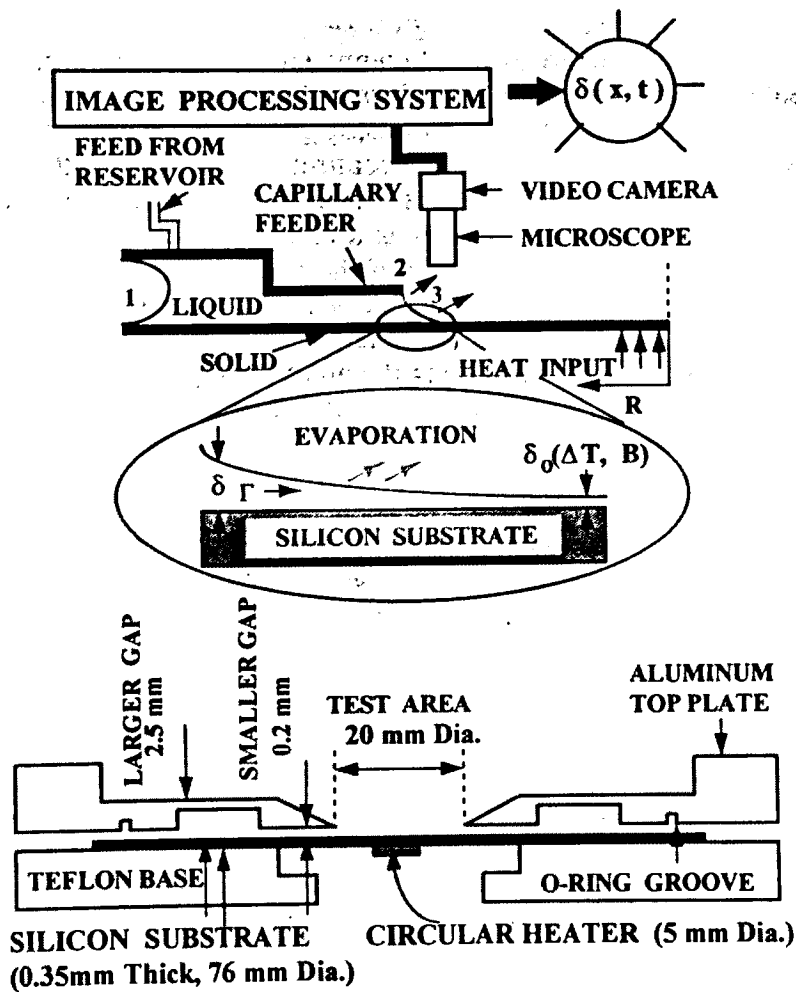 IMAGE PROCESSING SYSTEM
δ(x,t)
FEED FROM
RESERVOIR
CAPILLARY
FEEDER
VIDEO CAMERA
MICROSCOPE
2
3
1
LIQUID
SOLID
HEAT INPUT
R
EVAPORATION
δ₀(ΔT, B)
δ Γ
SILICON SUBSTRATE
LARGER GAP
2.5 mm
SMALLER GAP
0.2 mm
TEST AREA
20 mm Dia.
ALUMINUM
TOP PLATE
TEFLON BASE
O-RING GROOVE
SILICON SUBSTRATE
(0.35mm Thick, 76 mm Dia.)
CIRCULAR HEATER (5 mm Dia.)